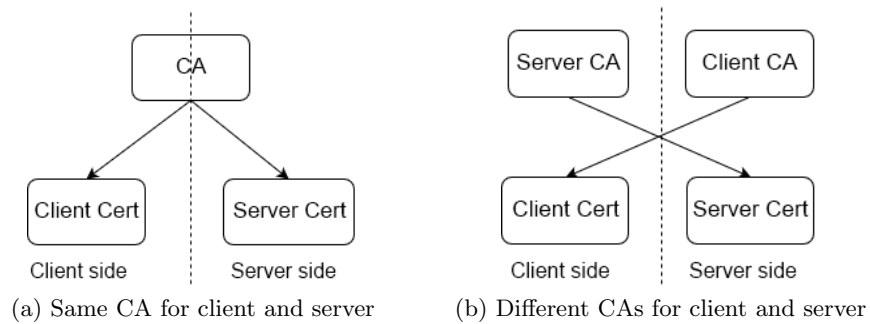 CA
Client Cert
Server Cert
Client side
Server side
(a) Same CA for client and server
Server CA
Client CA
Client Cert
Server Cert
Client side
Server side
(b) Different CAs for client and server